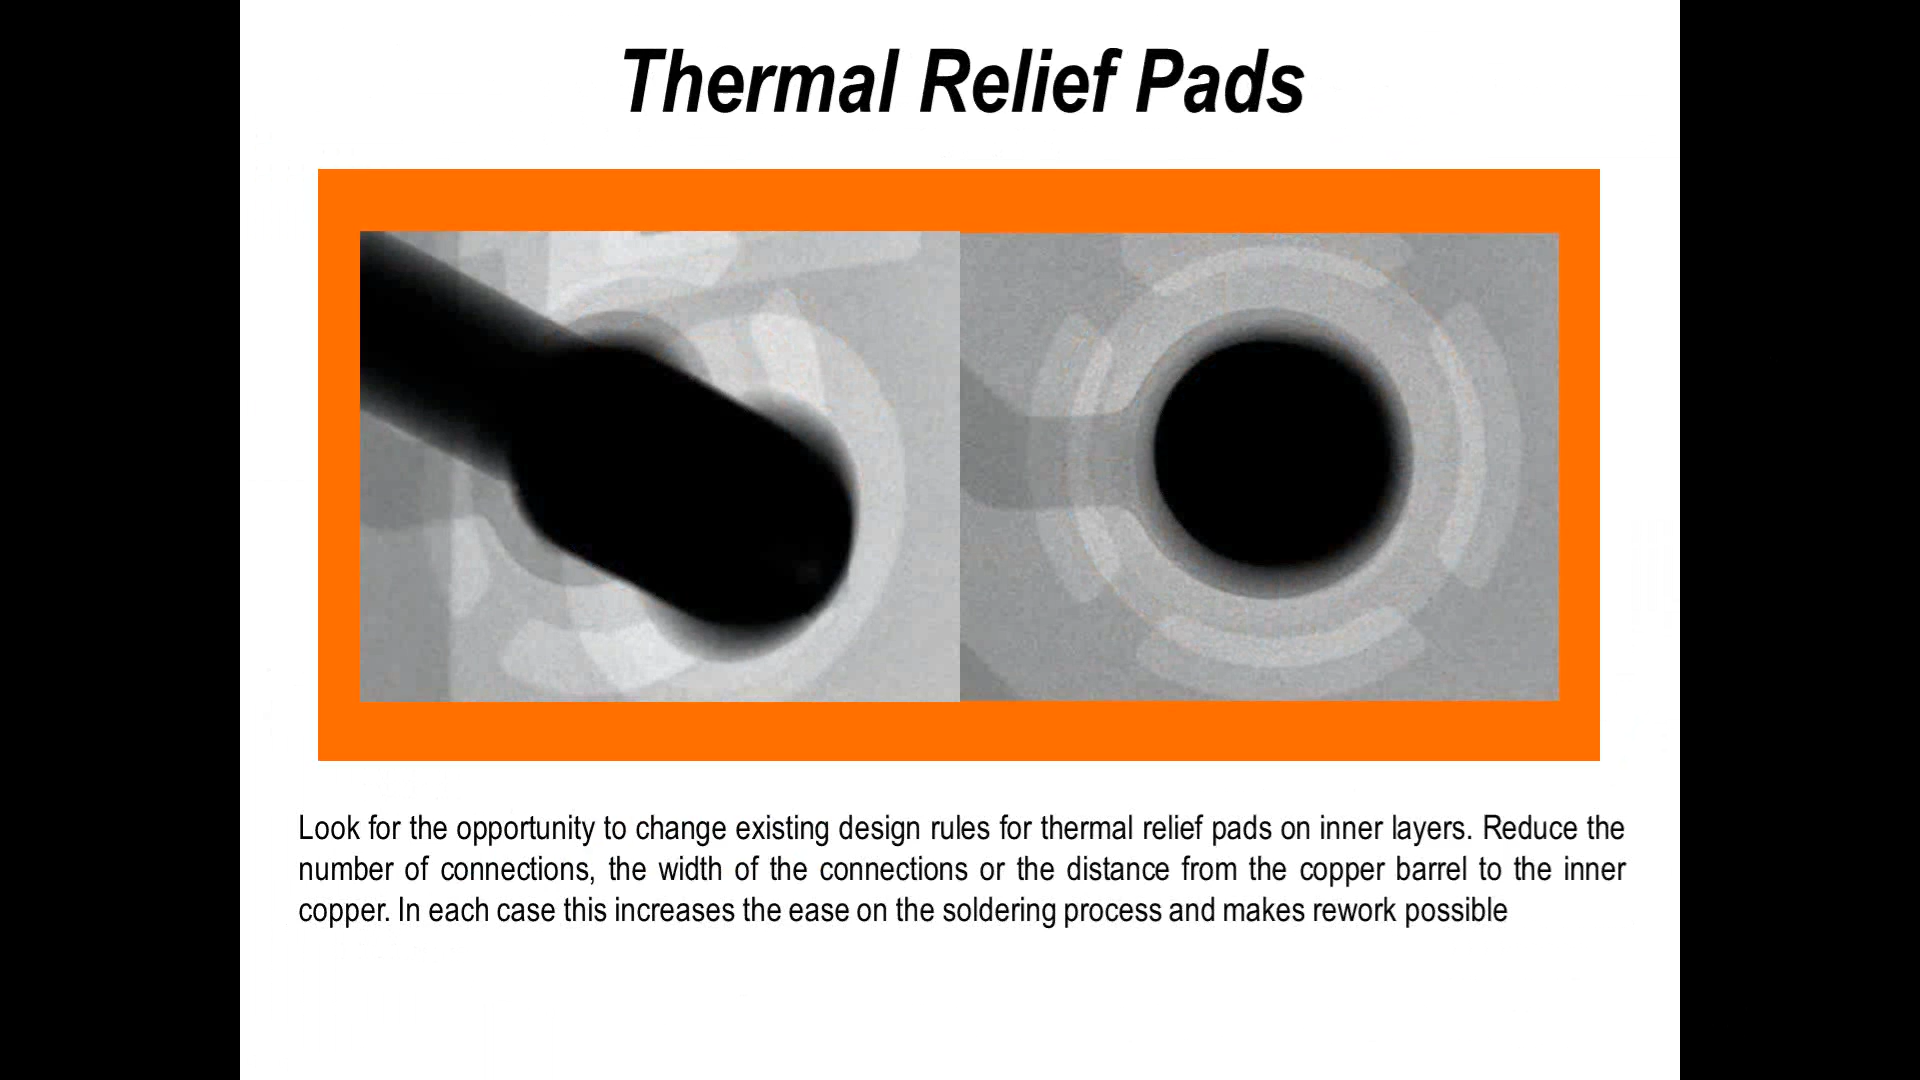 Thermal Relief Pads
Look for the opportunity to change existing design rules for thermal relief pads on inner layers. Reduce the
number of connections, the width of the connections or the distance from the copper barrel to the inner
copper. In each case this increases the ease on the soldering process and makes rework possible